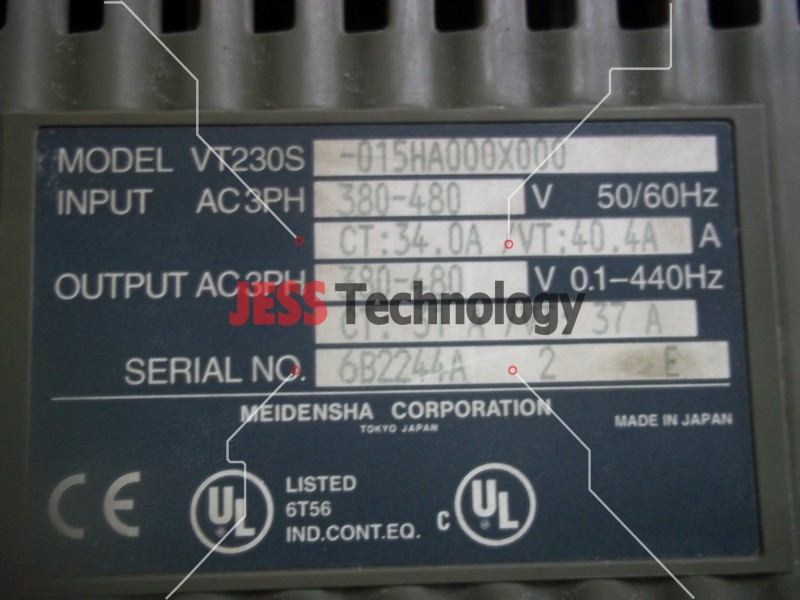 MODEL VT230S -015HA000X000
INPUT AC3PH 380-480 V 50/60Hz
CT:34.0A /VT:40.4A A
OUTPUT AC3PH 380-480 V 0.1-440Hz
JESS Technology
CT: 31 A 37 A
SERIAL NO. 6B2244A 2 E
MEIDENSHA CORPORATION
TOKYO JAPAN
MADE IN JAPAN
CE UL LISTED
6T56
IND.CONT.EQ.
C UL